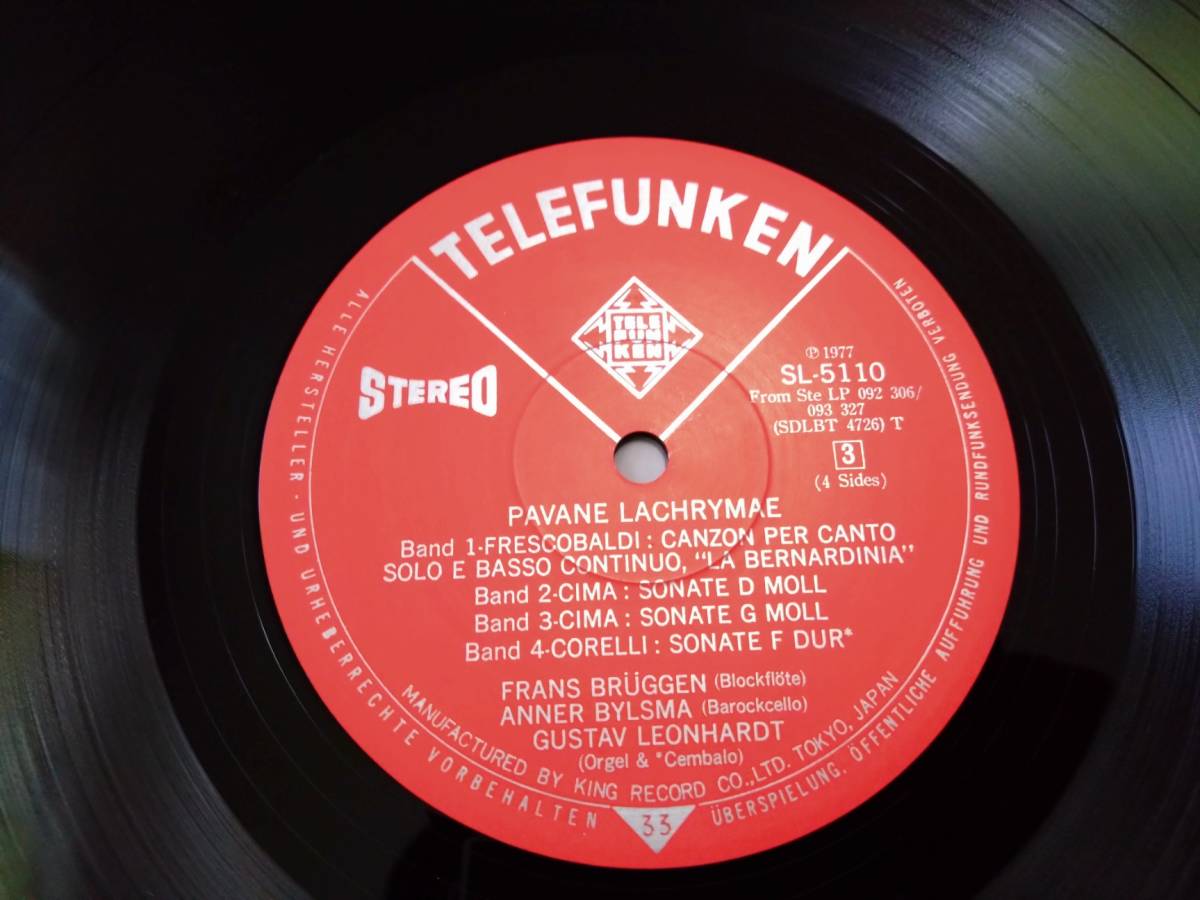 TELEFUNKEN
TELE
FUN
KEN
STEREO
℗ 1977
SL-5110
From Ste LP 092 306/
093 327
(SDLBT 4726) T
3
(4 Sides)
PAVANE LACHRYMAE
Band 1-FRESCOBALDI : CANZON PER CANTO
SOLO E BASSO CONTINUO, “LA BERNARDINIA”
Band 2-CIMA : SONATE D MOLL
Band 3-CIMA : SONATE G MOLL
Band 4-CORELLI : SONATE F DUR*
FRANS BRÜGGEN (Blockflöte)
ANNER BYLSMA (Barockcello)
GUSTAV LEONHARDT
(Orgel & *Cembalo)
MANUFACTURED BY KING RECORD CO.,LTD. TOKYO, JAPAN
ALLE HERSTELLER - UND URHEBERRECHTE VORBEHALTEN
33
ÜBERSPIELUNG, ÖFFENTLICHE AUFFÜHRUNG UND RUNDFUNKSENDUNG VERBOTEN